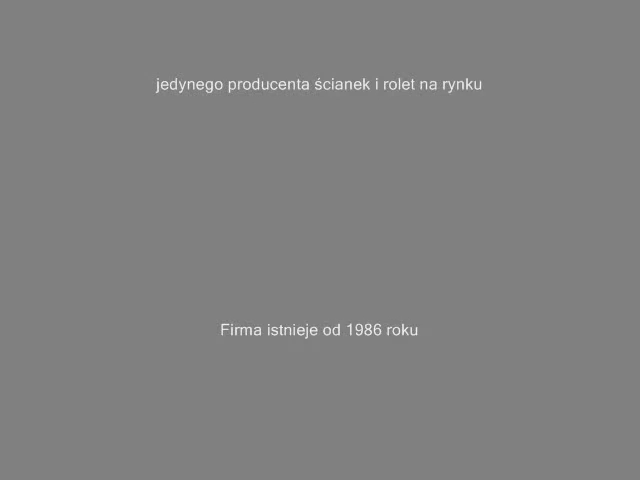 jedynego producenta ścianek i rolet na rynku
Firma istnieje od 1986 roku